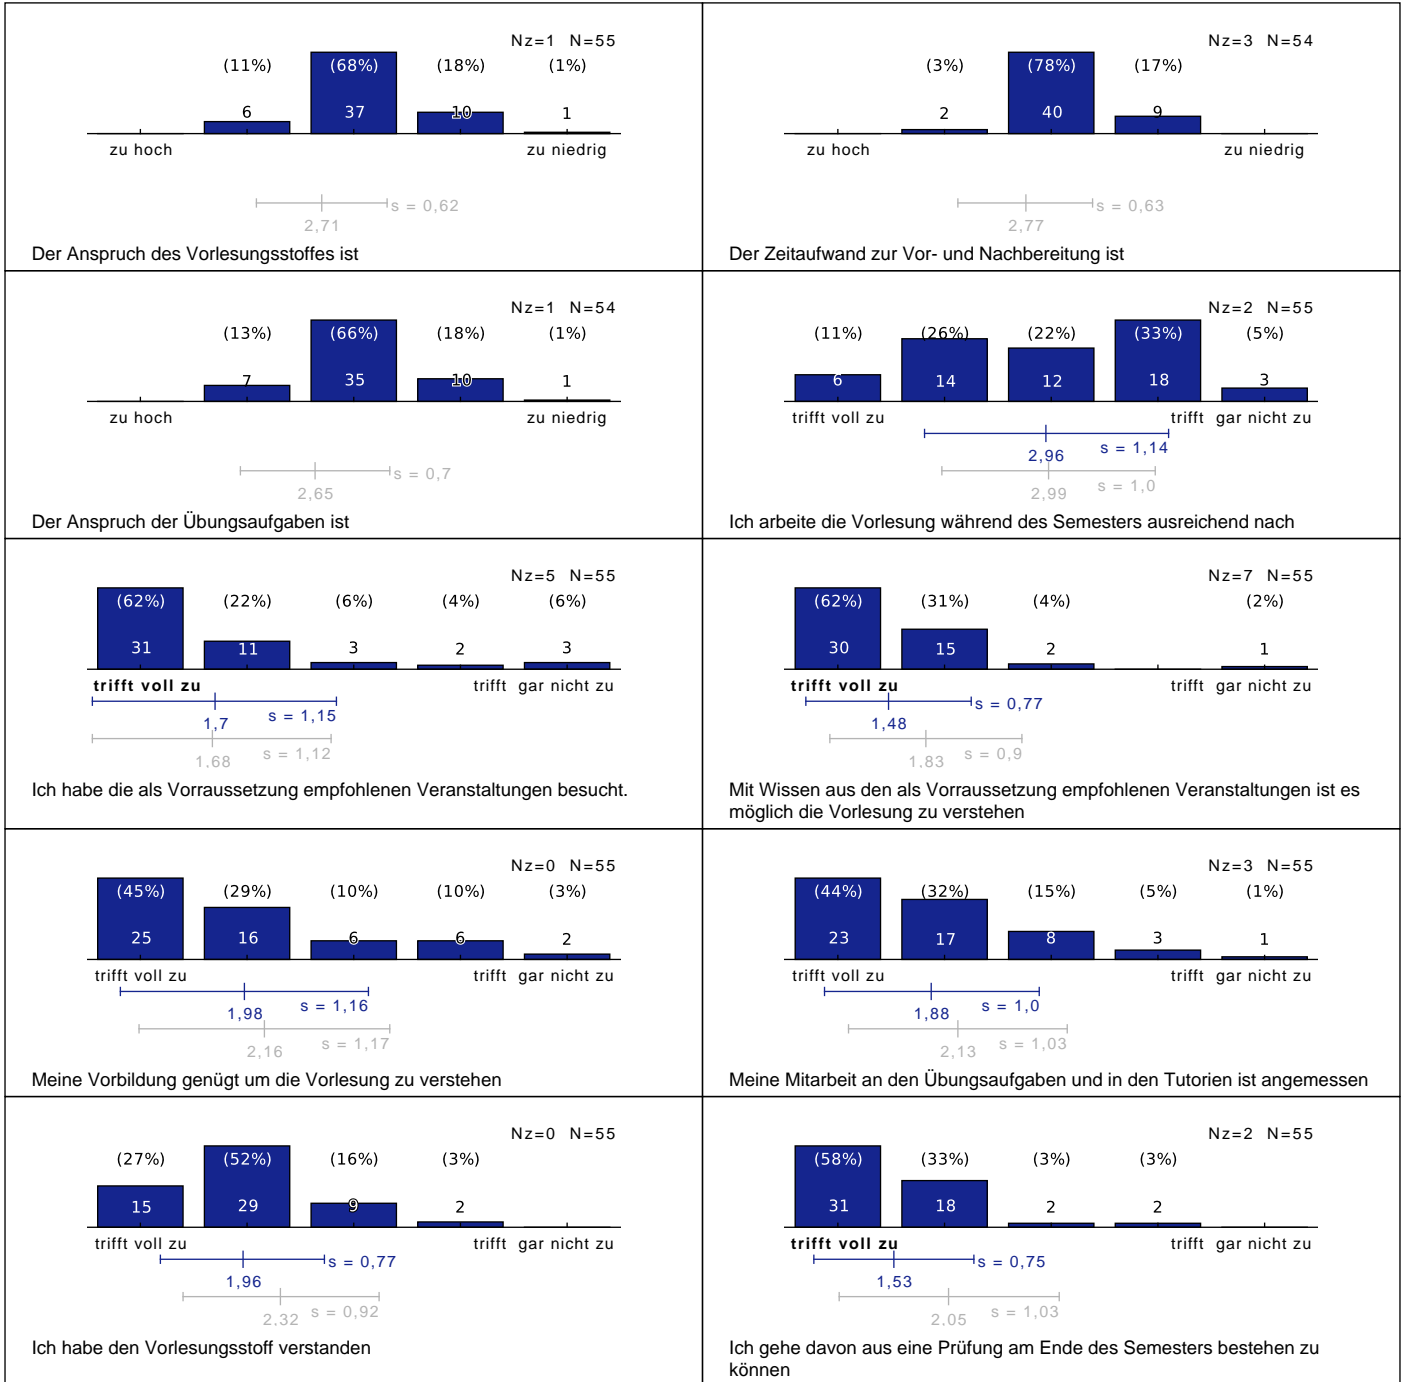 Nz=1 N=55
(11%) (68%) (18%) (1%)
6 37 10 1
zu hoch zu niedrig
s = 0,62
2,71
Der Anspruch des Vorlesungsstoffes ist
Nz=3 N=54
(3%) (78%) (17%)
2 40 9
zu hoch zu niedrig
s = 0,63
2,77
Der Zeitaufwand zur Vor- und Nachbereitung ist
Nz=1 N=54
(13%) (66%) (18%) (1%)
7 35 10 1
zu hoch zu niedrig
s = 0,7
2,65
Der Anspruch der Übungsaufgaben ist
Nz=2 N=55
(11%) (26%) (22%) (33%) (5%)
6 14 12 18 3
trifft voll zu trifft gar nicht zu
2,96 s = 1,14
2,99 s = 1,0
Ich arbeite die Vorlesung während des Semesters ausreichend nach
Nz=5 N=55
(62%) (22%) (6%) (4%) (6%)
31 11 3 2 3
trifft voll zu trifft gar nicht zu
1,7 s = 1,15
1,68 s = 1,12
Ich habe die als Vorraussetzung empfohlenen Veranstaltungen besucht.
Nz=7 N=55
(62%) (31%) (4%) (2%)
30 15 2 1
trifft voll zu trifft gar nicht zu
1,48 s = 0,77
1,83 s = 0,9
Mit Wissen aus den als Vorraussetzung empfohlenen Veranstaltungen ist es
möglich die Vorlesung zu verstehen
Nz=0 N=55
(45%) (29%) (10%) (10%) (3%)
25 16 6 6 2
trifft voll zu trifft gar nicht zu
1,98 s = 1,16
2,16 s = 1,17
Meine Vorbildung genügt um die Vorlesung zu verstehen
Nz=3 N=55
(44%) (32%) (15%) (5%) (1%)
23 17 8 3 1
trifft voll zu trifft gar nicht zu
1,88 s = 1,0
2,13 s = 1,03
Meine Mitarbeit an den Übungsaufgaben und in den Tutorien ist angemessen
Nz=0 N=55
(27%) (52%) (16%) (3%)
15 29 9 2
trifft voll zu trifft gar nicht zu
1,96 s = 0,77
2,32 s = 0,92
Ich habe den Vorlesungsstoff verstanden
Nz=2 N=55
(58%) (33%) (3%) (3%)
31 18 2 2
trifft voll zu trifft gar nicht zu
1,53 s = 0,75
2,05 s = 1,03
Ich gehe davon aus eine Prüfung am Ende des Semesters bestehen zu
können